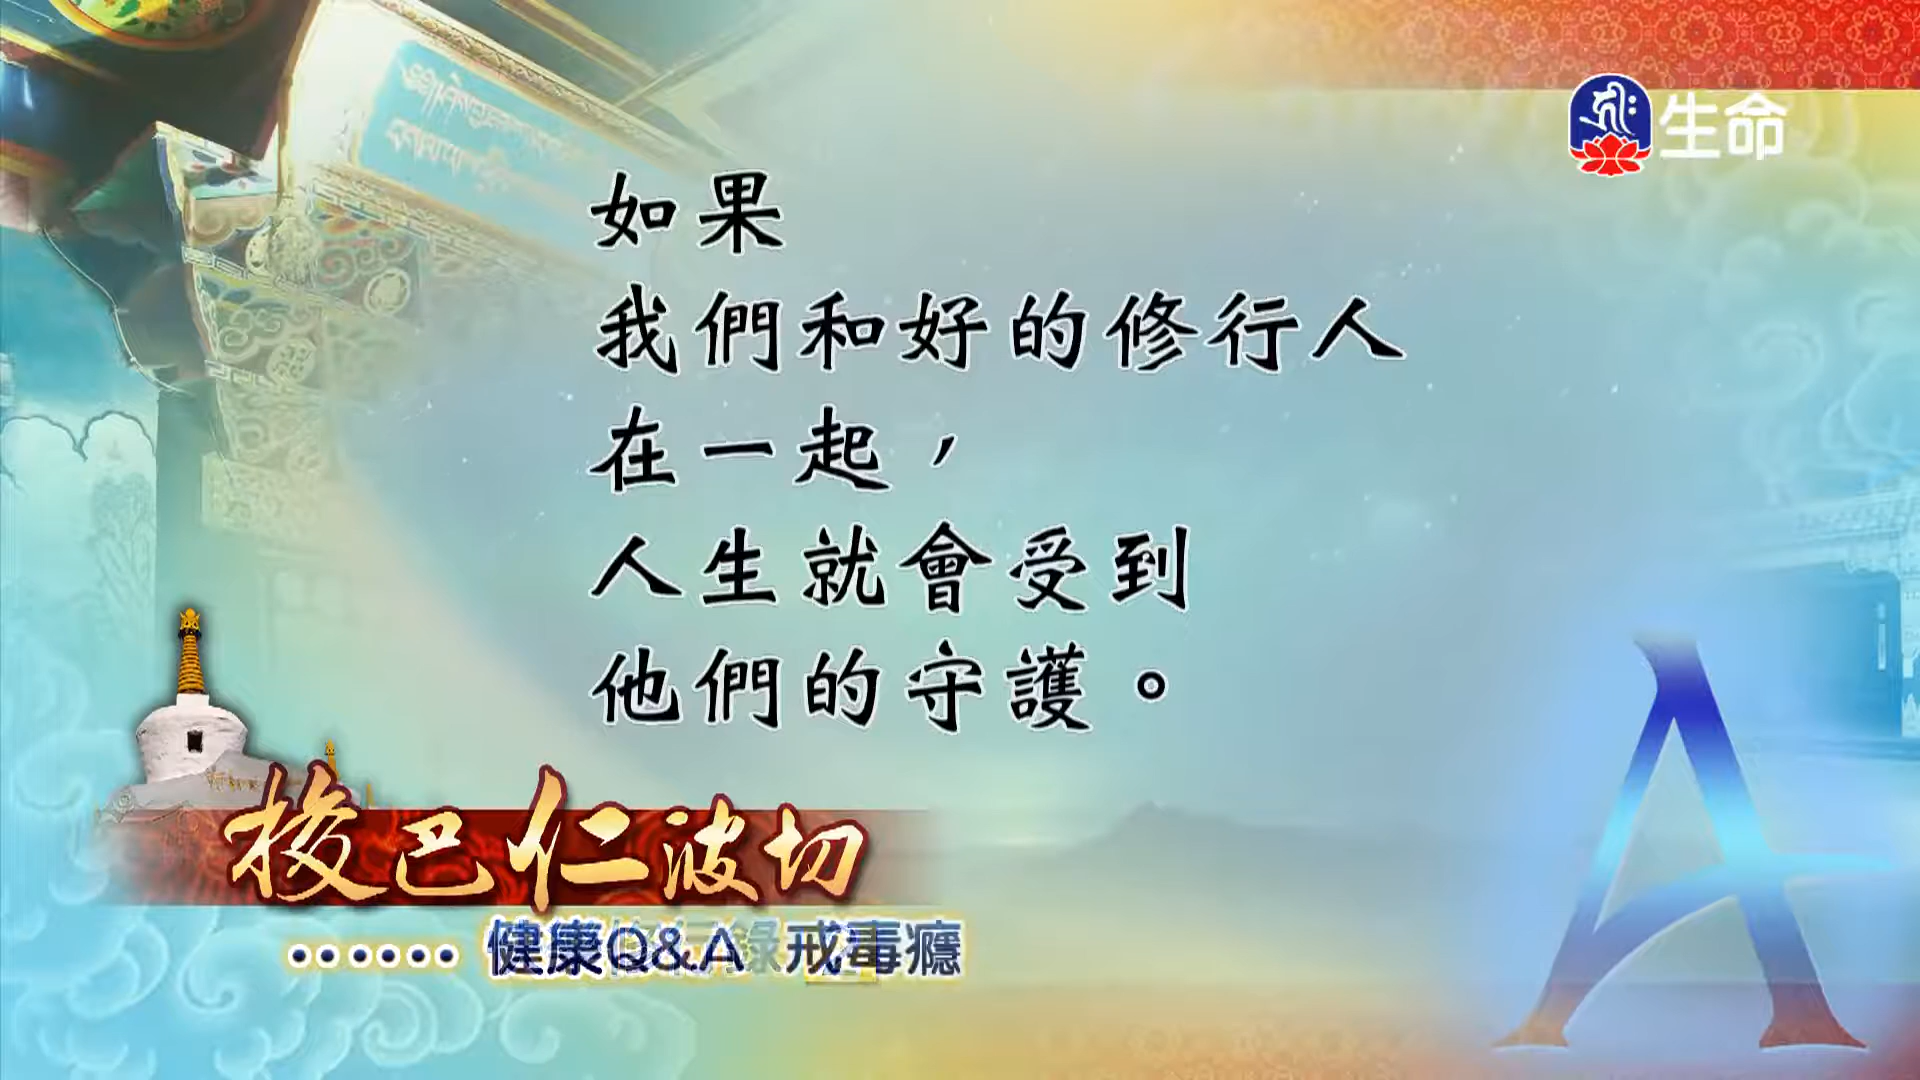 生命
如果
我們和好的修行人
在一起，
人生就會受到
他們的守護。
梭巴仁波切
······ 健康Q&A 戒毒癮